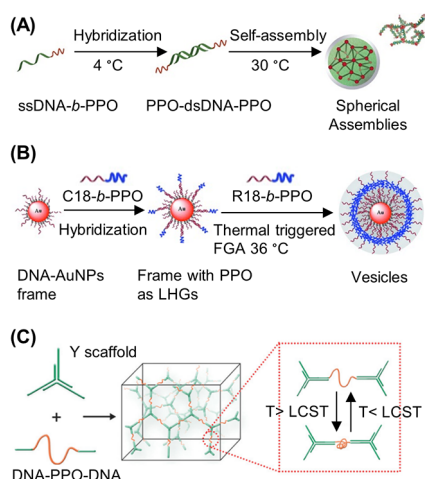 (A)
Hybridization
4 °C
Self-assembly
30 °C
ssDNA-b-PPO
PPO-dsDNA-PPO
Spherical
Assemblies
(B)
C18-b-PPO
Hybridization
R18-b-PPO
Thermal triggered
FGA 36 °C
Au
Au
Au
DNA-AuNPs
frame
Frame with PPO
as LHGs
Vesicles
(C)
Y scaffold
+
DNA-PPO-DNA
T> LCST
T< LCST